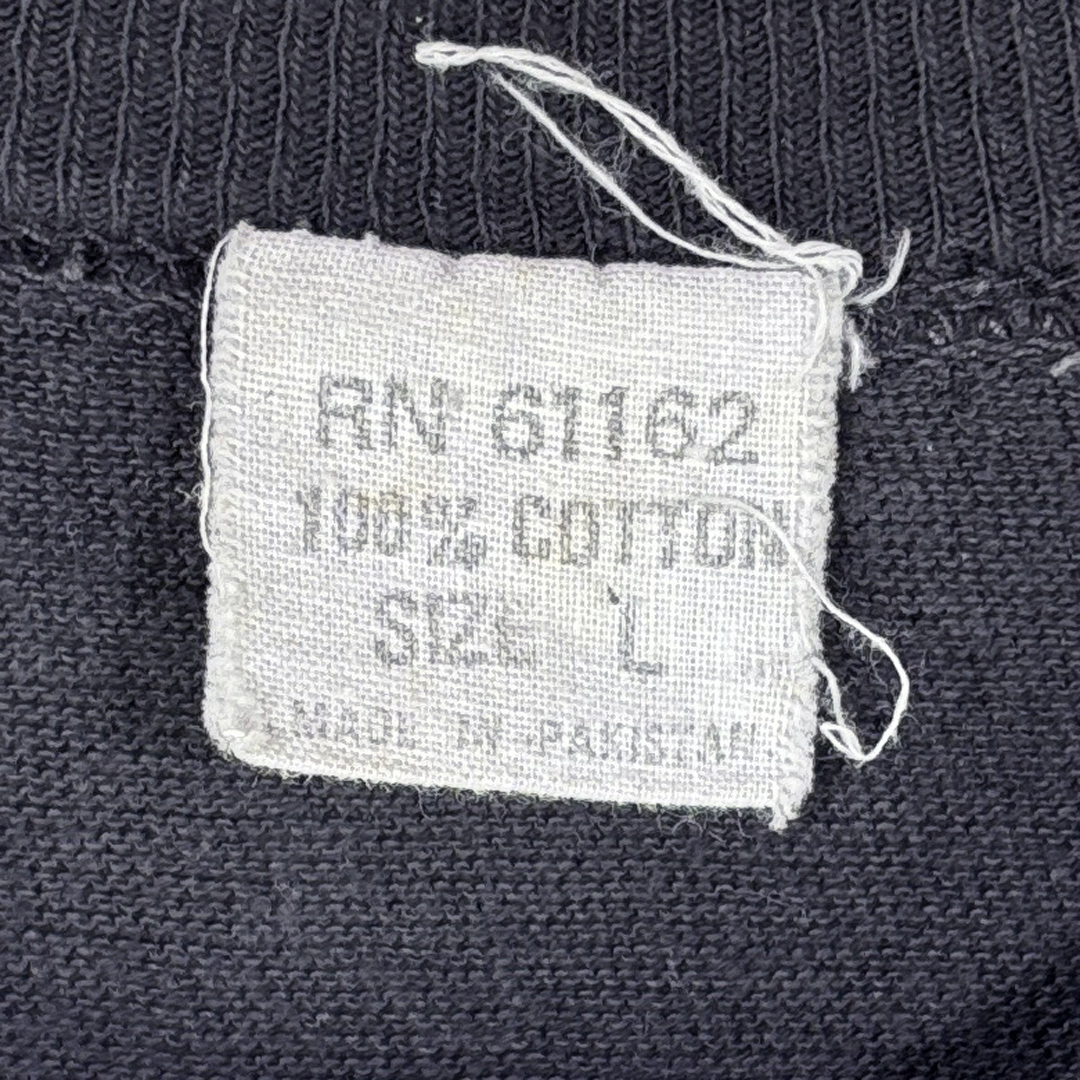 RN 61162
100% COTTON
SIZE L
MADE IN PAKISTAN